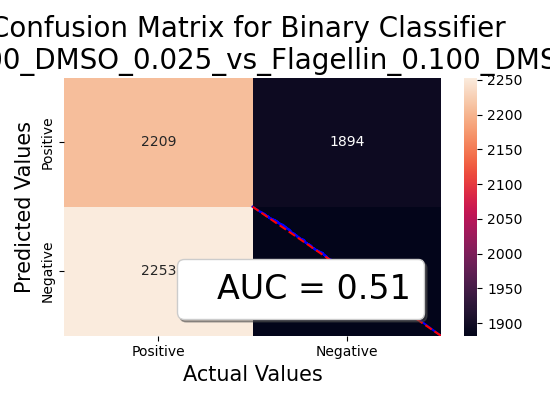 Confusion Matrix for Binary Classifier
00_DMSO_0.025_vs_Flagellin_0.100_DMS
2250
2200
2150
2100
2050
2000
1950
1900
Predicted Values
Positive
Negative
2209
1894
2253
AUC = 0.51
Positive
Negative
Actual Values